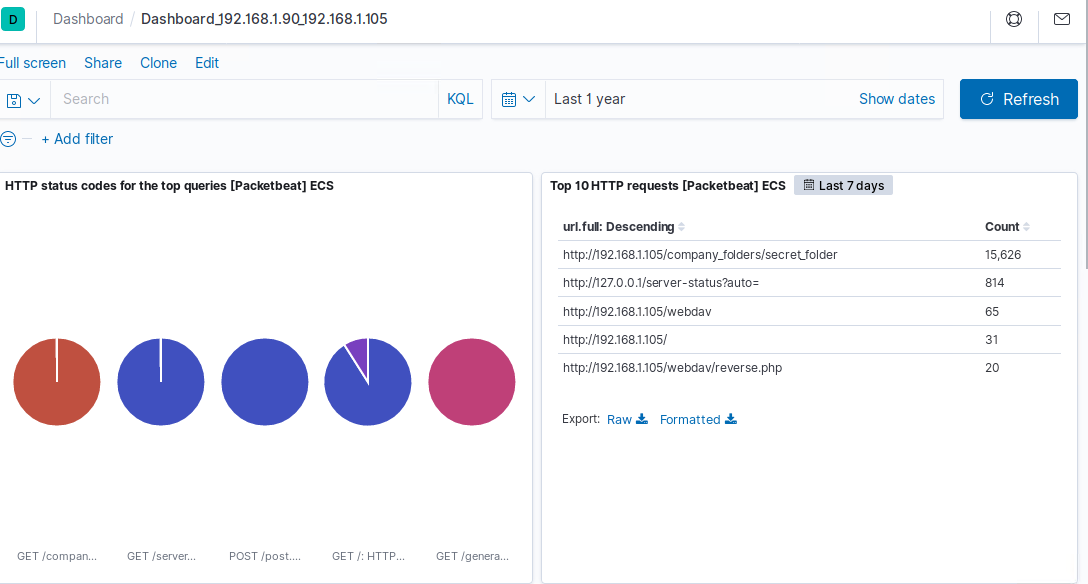 D Dashboard / Dashboard_192.168.1.90_192.168.1.105
Full screen Share Clone Edit
Search KQL Last 1 year Show dates Refresh
+ Add filter
HTTP status codes for the top queries [Packetbeat] ECS
GET /compan... GET /server... POST /post.... GET /: HTTP... GET /genera...
Top 10 HTTP requests [Packetbeat] ECS Last 7 days
url.full: Descending Count
http://192.168.1.105/company_folders/secret_folder 15,626
http://127.0.0.1/server-status?auto= 814
http://192.168.1.105/webdav 65
http://192.168.1.105/ 31
http://192.168.1.105/webdav/reverse.php 20
Export: Raw Formatted